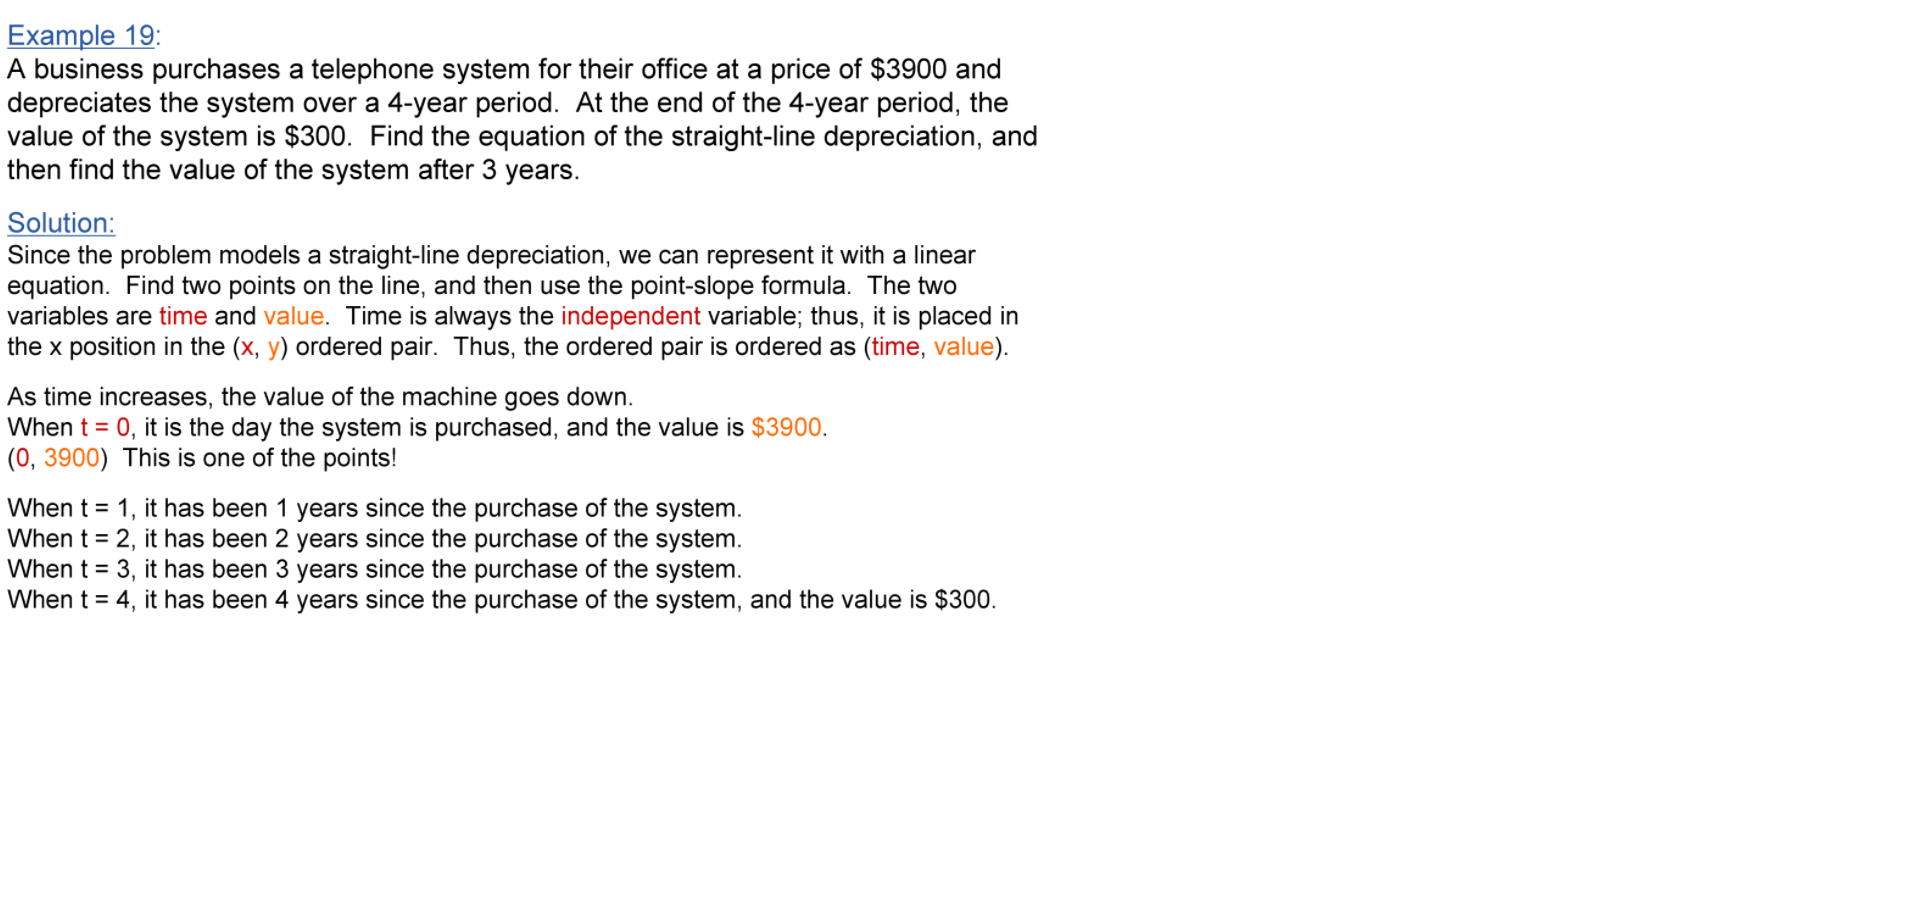 Example 19:
A business purchases a telephone system for their office at a price of $3900 and
depreciates the system over a 4-year period.  At the end of the 4-year period, the
value of the system is $300.  Find the equation of the straight-line depreciation, and
then find the value of the system after 3 years.
Solution:
Since the problem models a straight-line depreciation, we can represent it with a linear
equation.  Find two points on the line, and then use the point-slope formula.  The two
variables are time and value.  Time is always the independent variable; thus, it is placed in
the x position in the (x, y) ordered pair.  Thus, the ordered pair is ordered as (time, value).
As time increases, the value of the machine goes down.
When t = 0, it is the day the system is purchased, and the value is $3900.
(0, 3900)  This is one of the points!
When t = 1, it has been 1 years since the purchase of the system.
When t = 2, it has been 2 years since the purchase of the system.
When t = 3, it has been 3 years since the purchase of the system.
When t = 4, it has been 4 years since the purchase of the system, and the value is $300.